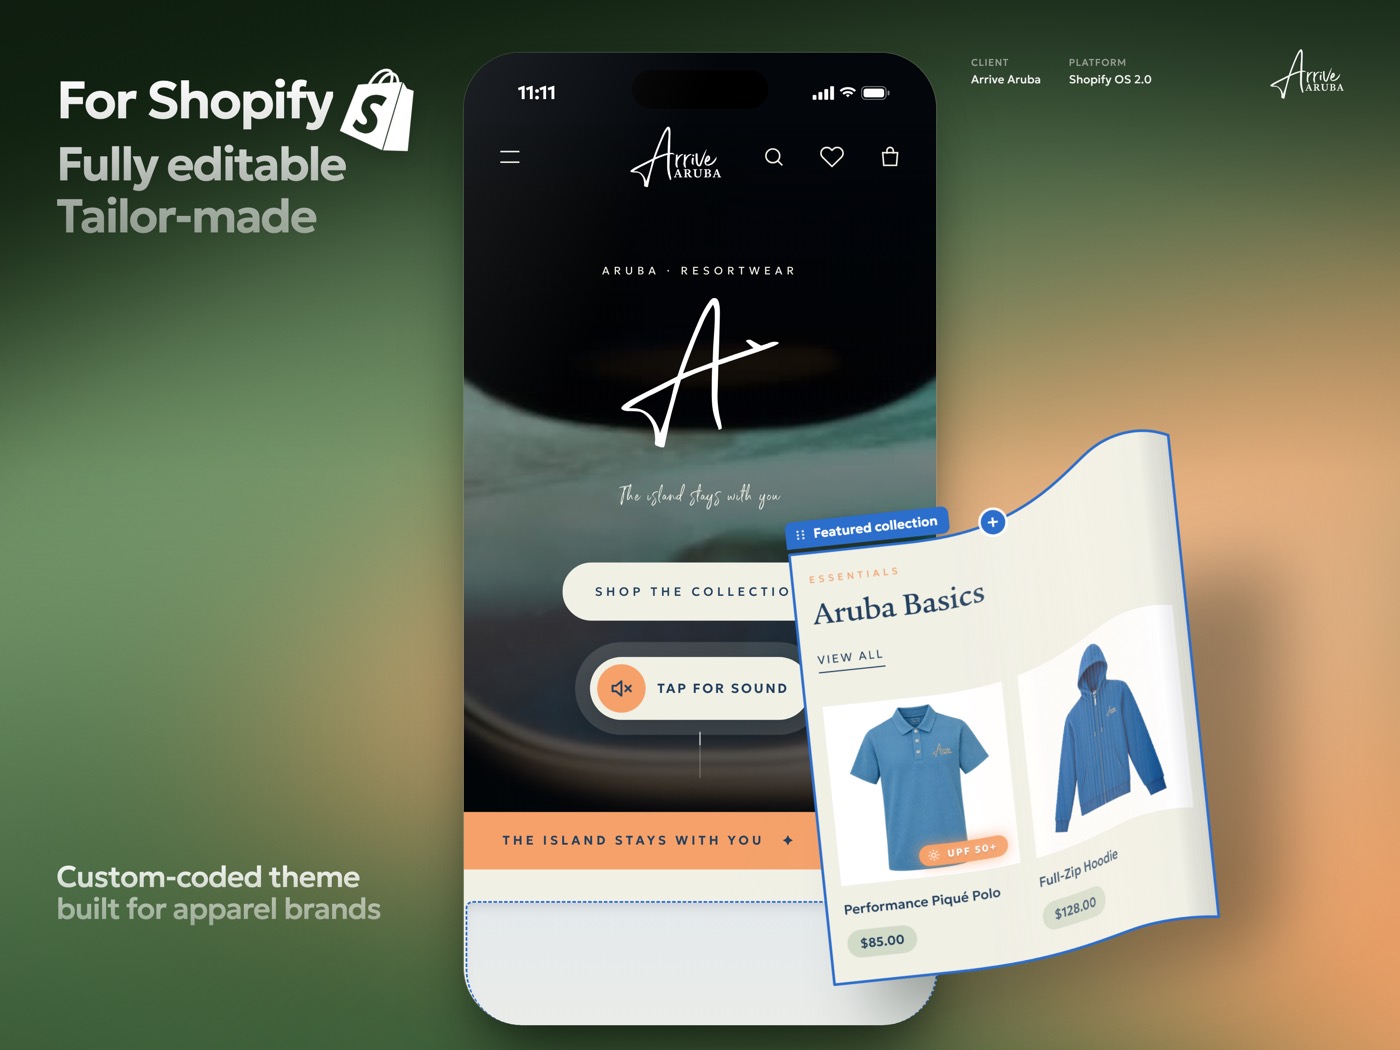 For Shopify
Fully editable
Tailor-made
CLIENT
Arrive Aruba
PLATFORM
Shopify OS 2.0
Arrive
ARUBA
11:11
Arrive
ARUBA
ARUBA · RESORTWEAR
The island stays with you
SHOP THE COLLECTIO
TAP FOR SOUND
THE ISLAND STAYS WITH YOU
Featured collection
ESSENTIALS
Aruba Basics
VIEW ALL
UPF 50+
Performance Piqué Polo
$85.00
Full-Zip Hoodie
$128.00
Custom-coded theme
built for apparel brands